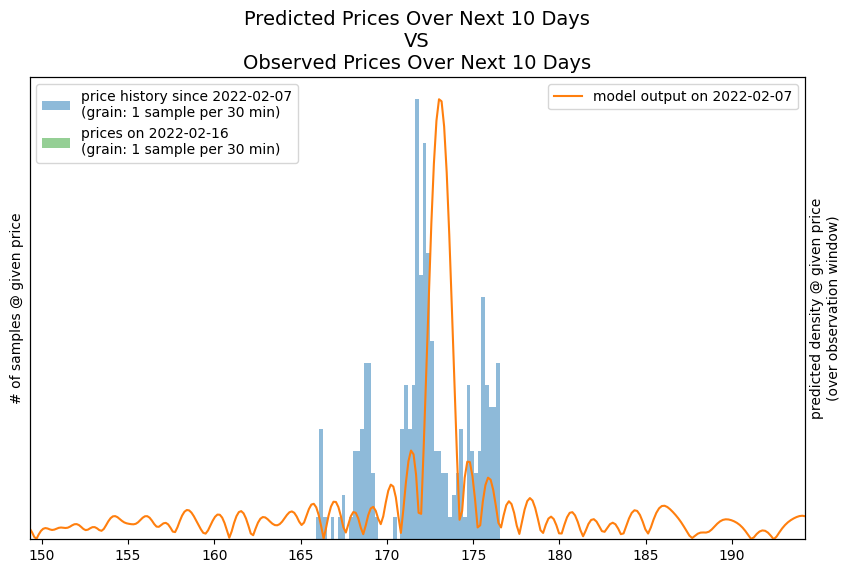 Predicted Prices Over Next 10 Days
VS
Observed Prices Over Next 10 Days
price history since 2022-02-07
(grain: 1 sample per 30 min)
prices on 2022-02-16
(grain: 1 sample per 30 min)
model output on 2022-02-07
# of samples @ given price
predicted density @ given price
(over observation window)
150 155 160 165 170 175 180 185 190